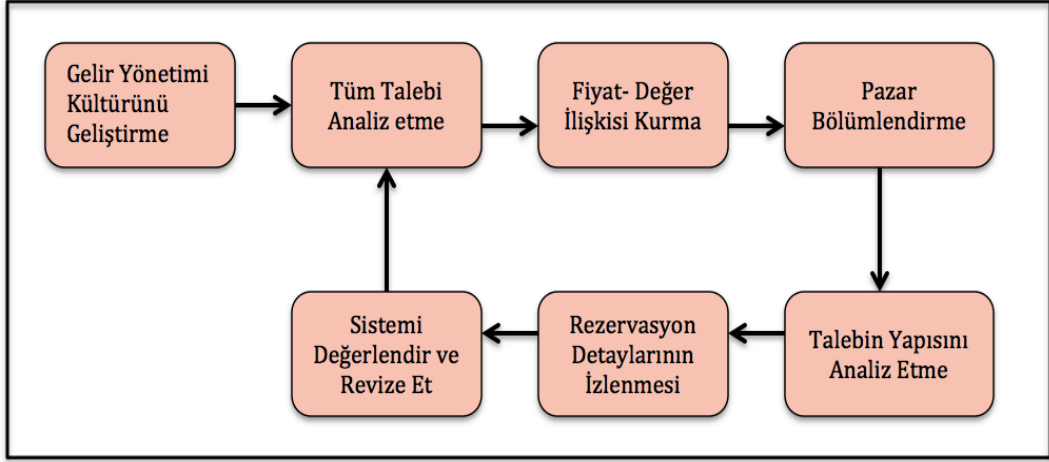 Gelir Yönetimi
Kültürünü
Geliştirme
Tüm Talebi
Analiz etme
Fiyat- Değer
İlişkisi Kurma
Pazar
Bölümlendirme
Talebin Yapısını
Analiz Etme
Rezervasyon
Detaylarının
İzlenmesi
Sistemi
Değerlendir ve
Revize Et